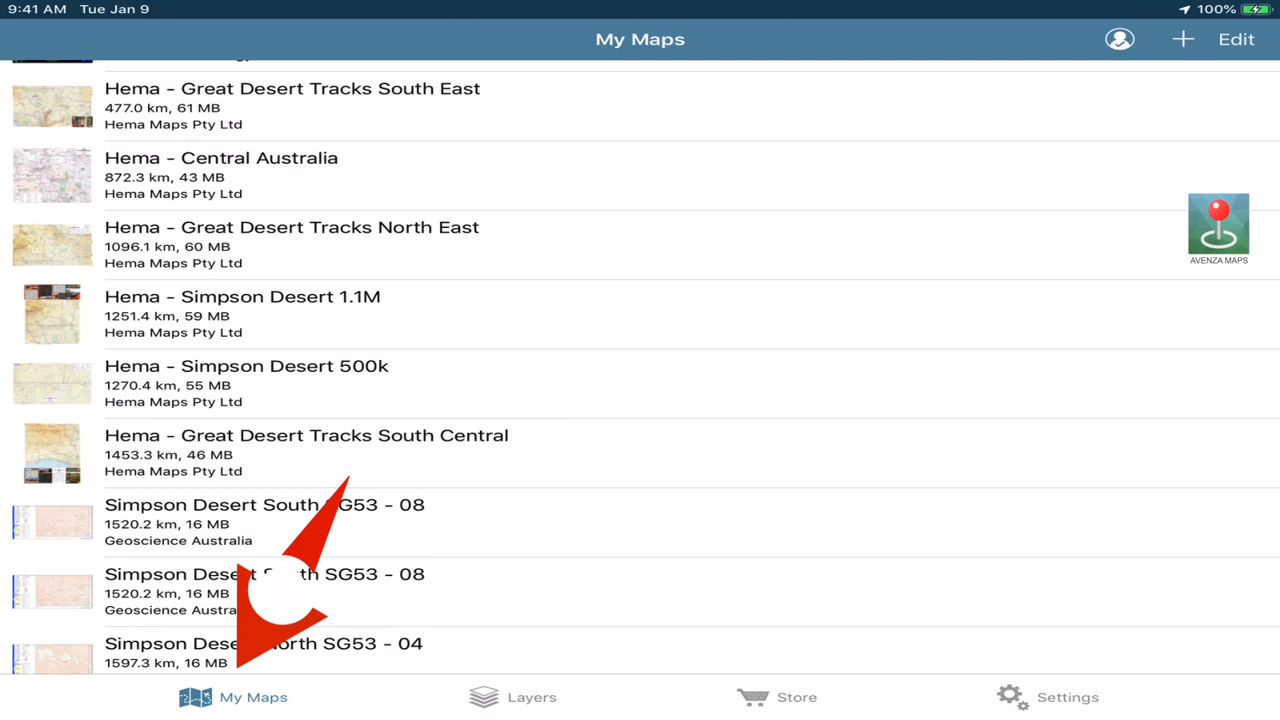 9:41 AM Tue Jan 9
100%
My Maps
Edit
Hema - Great Desert Tracks South East
477.0 km, 61 MB
Hema Maps Pty Ltd
Hema - Central Australia
872.3 km, 43 MB
Hema Maps Pty Ltd
Hema - Great Desert Tracks North East
1096.1 km, 60 MB
Hema Maps Pty Ltd
AVENZA MAPS
Hema - Simpson Desert 1.1M
1251.4 km, 59 MB
Hema Maps Pty Ltd
Hema - Simpson Desert 500k
1270.4 km, 55 MB
Hema Maps Pty Ltd
Hema - Great Desert Tracks South Central
1453.3 km, 46 MB
Hema Maps Pty Ltd
Simpson Desert South SG53 - 08
1520.2 km, 16 MB
Geoscience Australia
Simpson Desert South SG53 - 08
1520.2 km, 16 MB
Geoscience Australia
Simpson Desert North SG53 - 04
1597.3 km, 16 MB
My Maps
Layers
Store
Settings